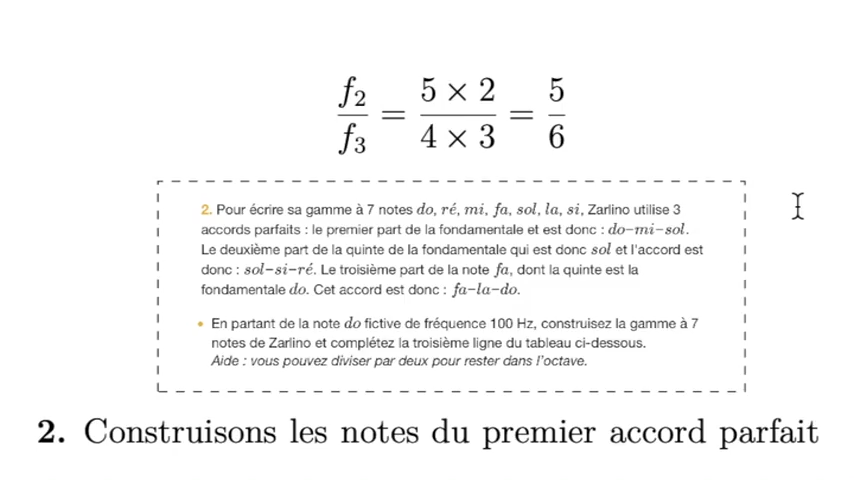 f₂/f₃ = (5 × 2)/(4 × 3) = 5/6
2. Pour écrire sa gamme à 7 notes do, ré, mi, fa, sol, la, si, Zarlino utilise 3
accords parfaits : le premier part de la fondamentale et est donc : do–mi–sol.
Le deuxième part de la quinte de la fondamentale qui est donc sol et l'accord est
donc : sol–si–ré. Le troisième part de la note fa, dont la quinte est la
fondamentale do. Cet accord est donc : fa–la–do.
• En partant de la note do fictive de fréquence 100 Hz, construisez la gamme à 7
notes de Zarlino et complétez la troisième ligne du tableau ci-dessous.
Aide : vous pouvez diviser par deux pour rester dans l'octave.
2. Construisons les notes du premier accord parfait